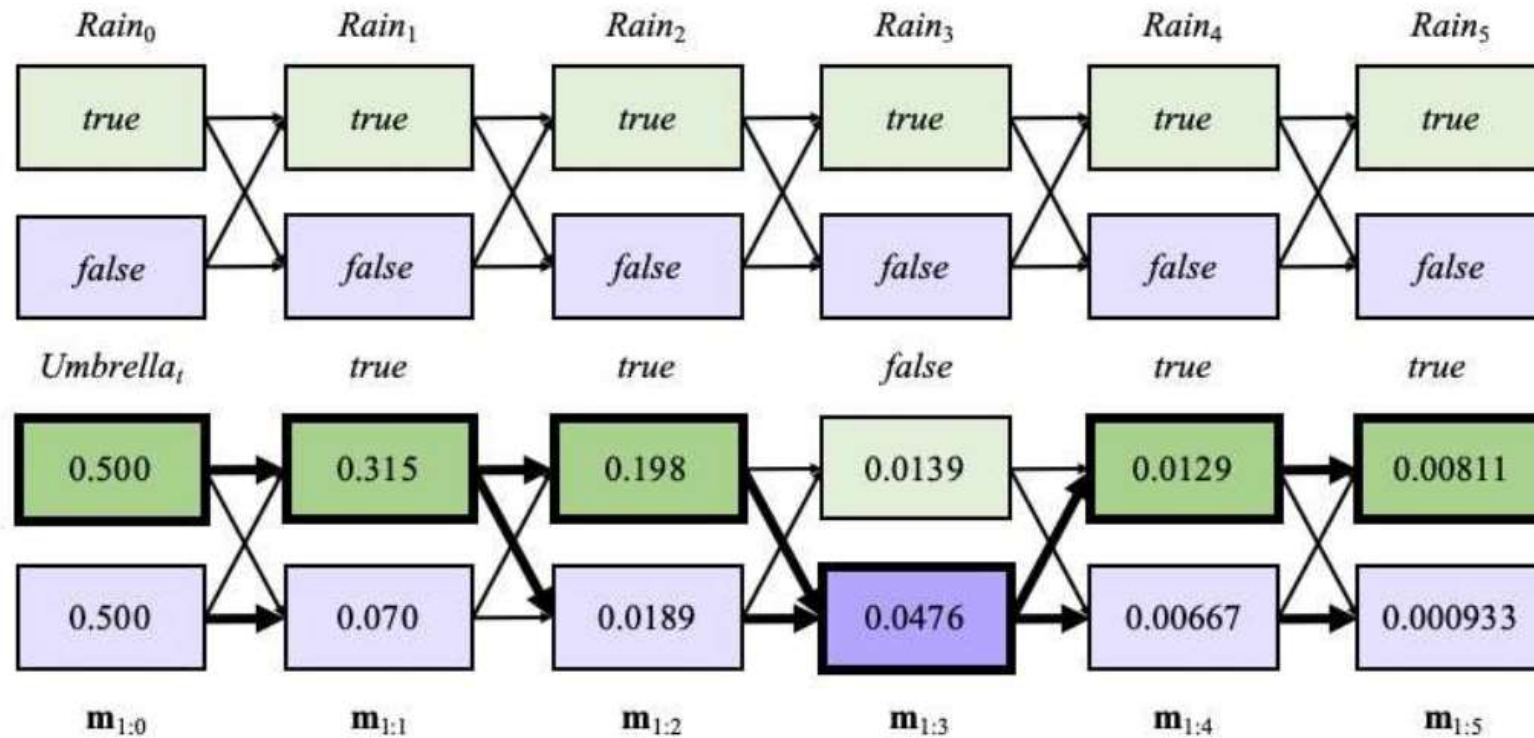 Rain₀ Rain₁ Rain₂ Rain₃ Rain₄ Rain₅
true true true true true true
false false false false false false
Umbrellaₜ true true false true true
0.500 0.315 0.198 0.0139 0.0129 0.00811
0.500 0.070 0.0189 0.0476 0.00667 0.000933
m₁:₀ m₁:₁ m₁:₂ m₁:₃ m₁:₄ m₁:₅